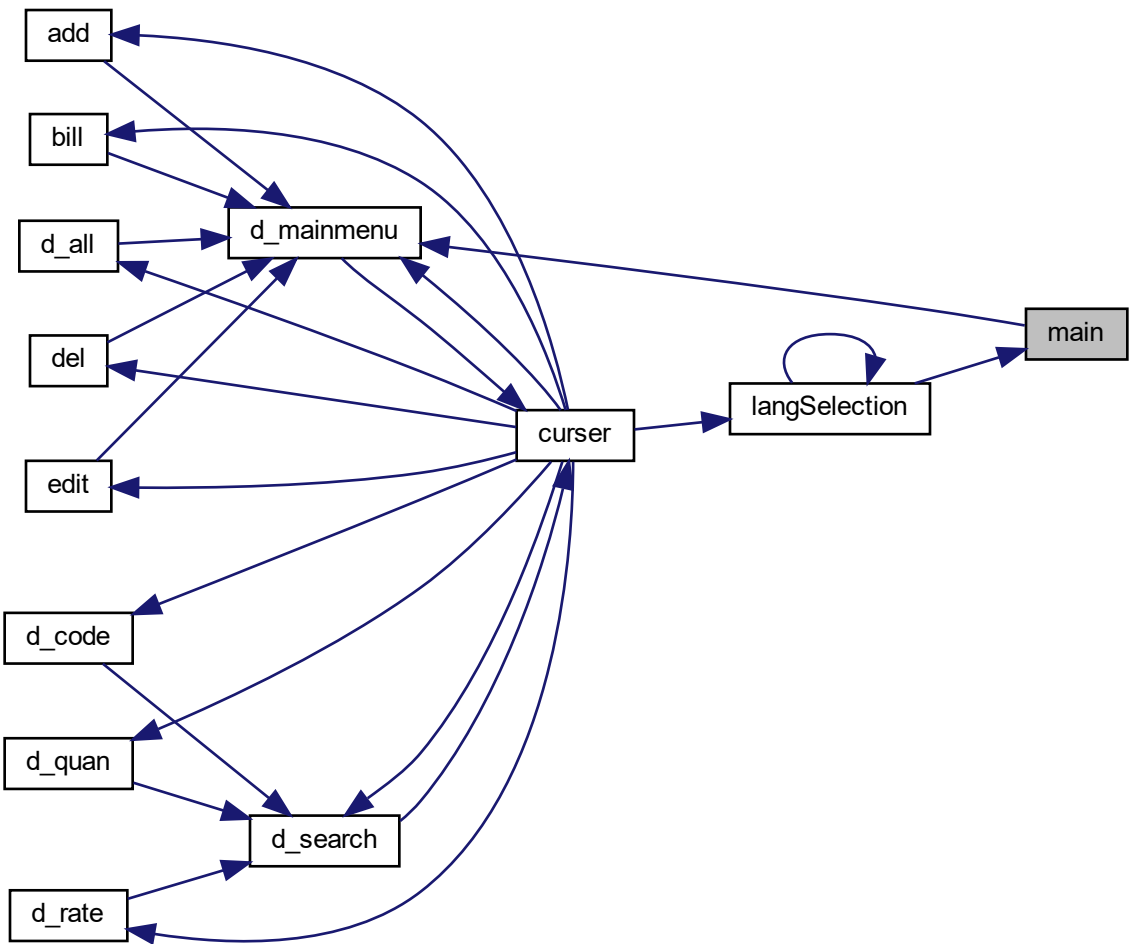 add
bill
d_mainmenu
d_all
main
del
langSelection
curser
edit
d_code
d_quan
d_search
d_rate